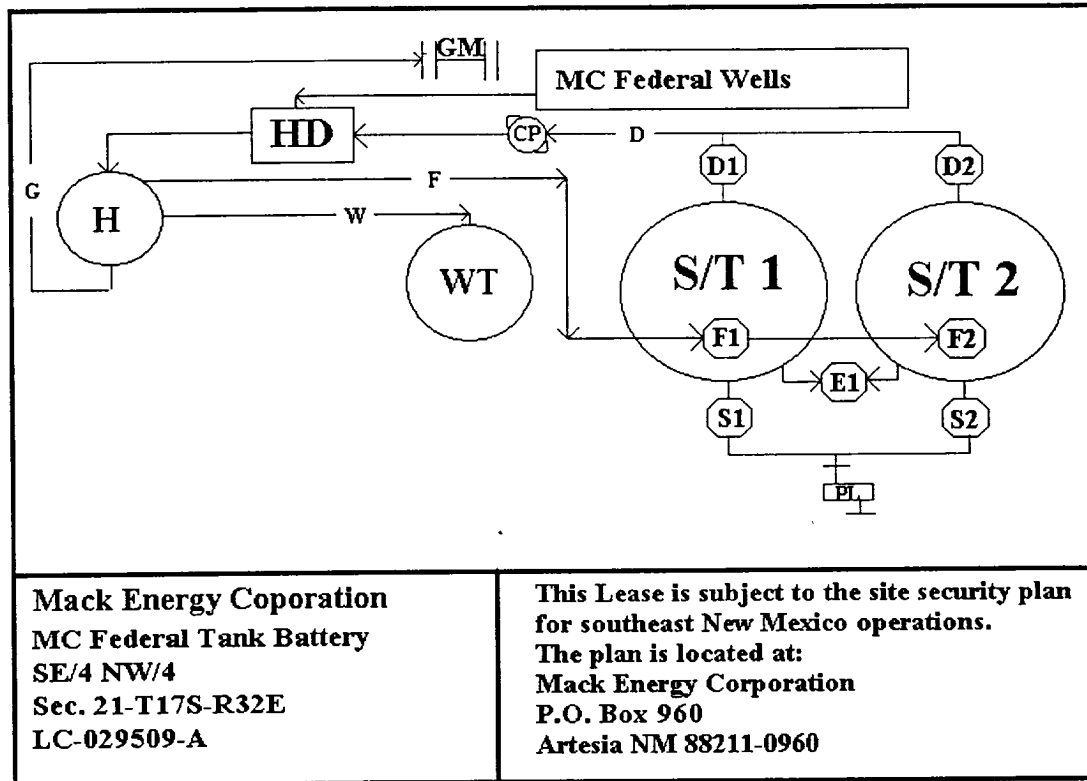 GM
MC Federal Wells
HD
CP
D
D1
D2
G
F
H
W
WT
S/T 1
S/T 2
F1
F2
E1
S1
S2
PL
Mack Energy Coporation
MC Federal Tank Battery
SE/4 NW/4
Sec. 21-T17S-R32E
LC-029509-A
This Lease is subject to the site security plan
for southeast New Mexico operations.
The plan is located at:
Mack Energy Corporation
P.O. Box 960
Artesia NM 88211-0960